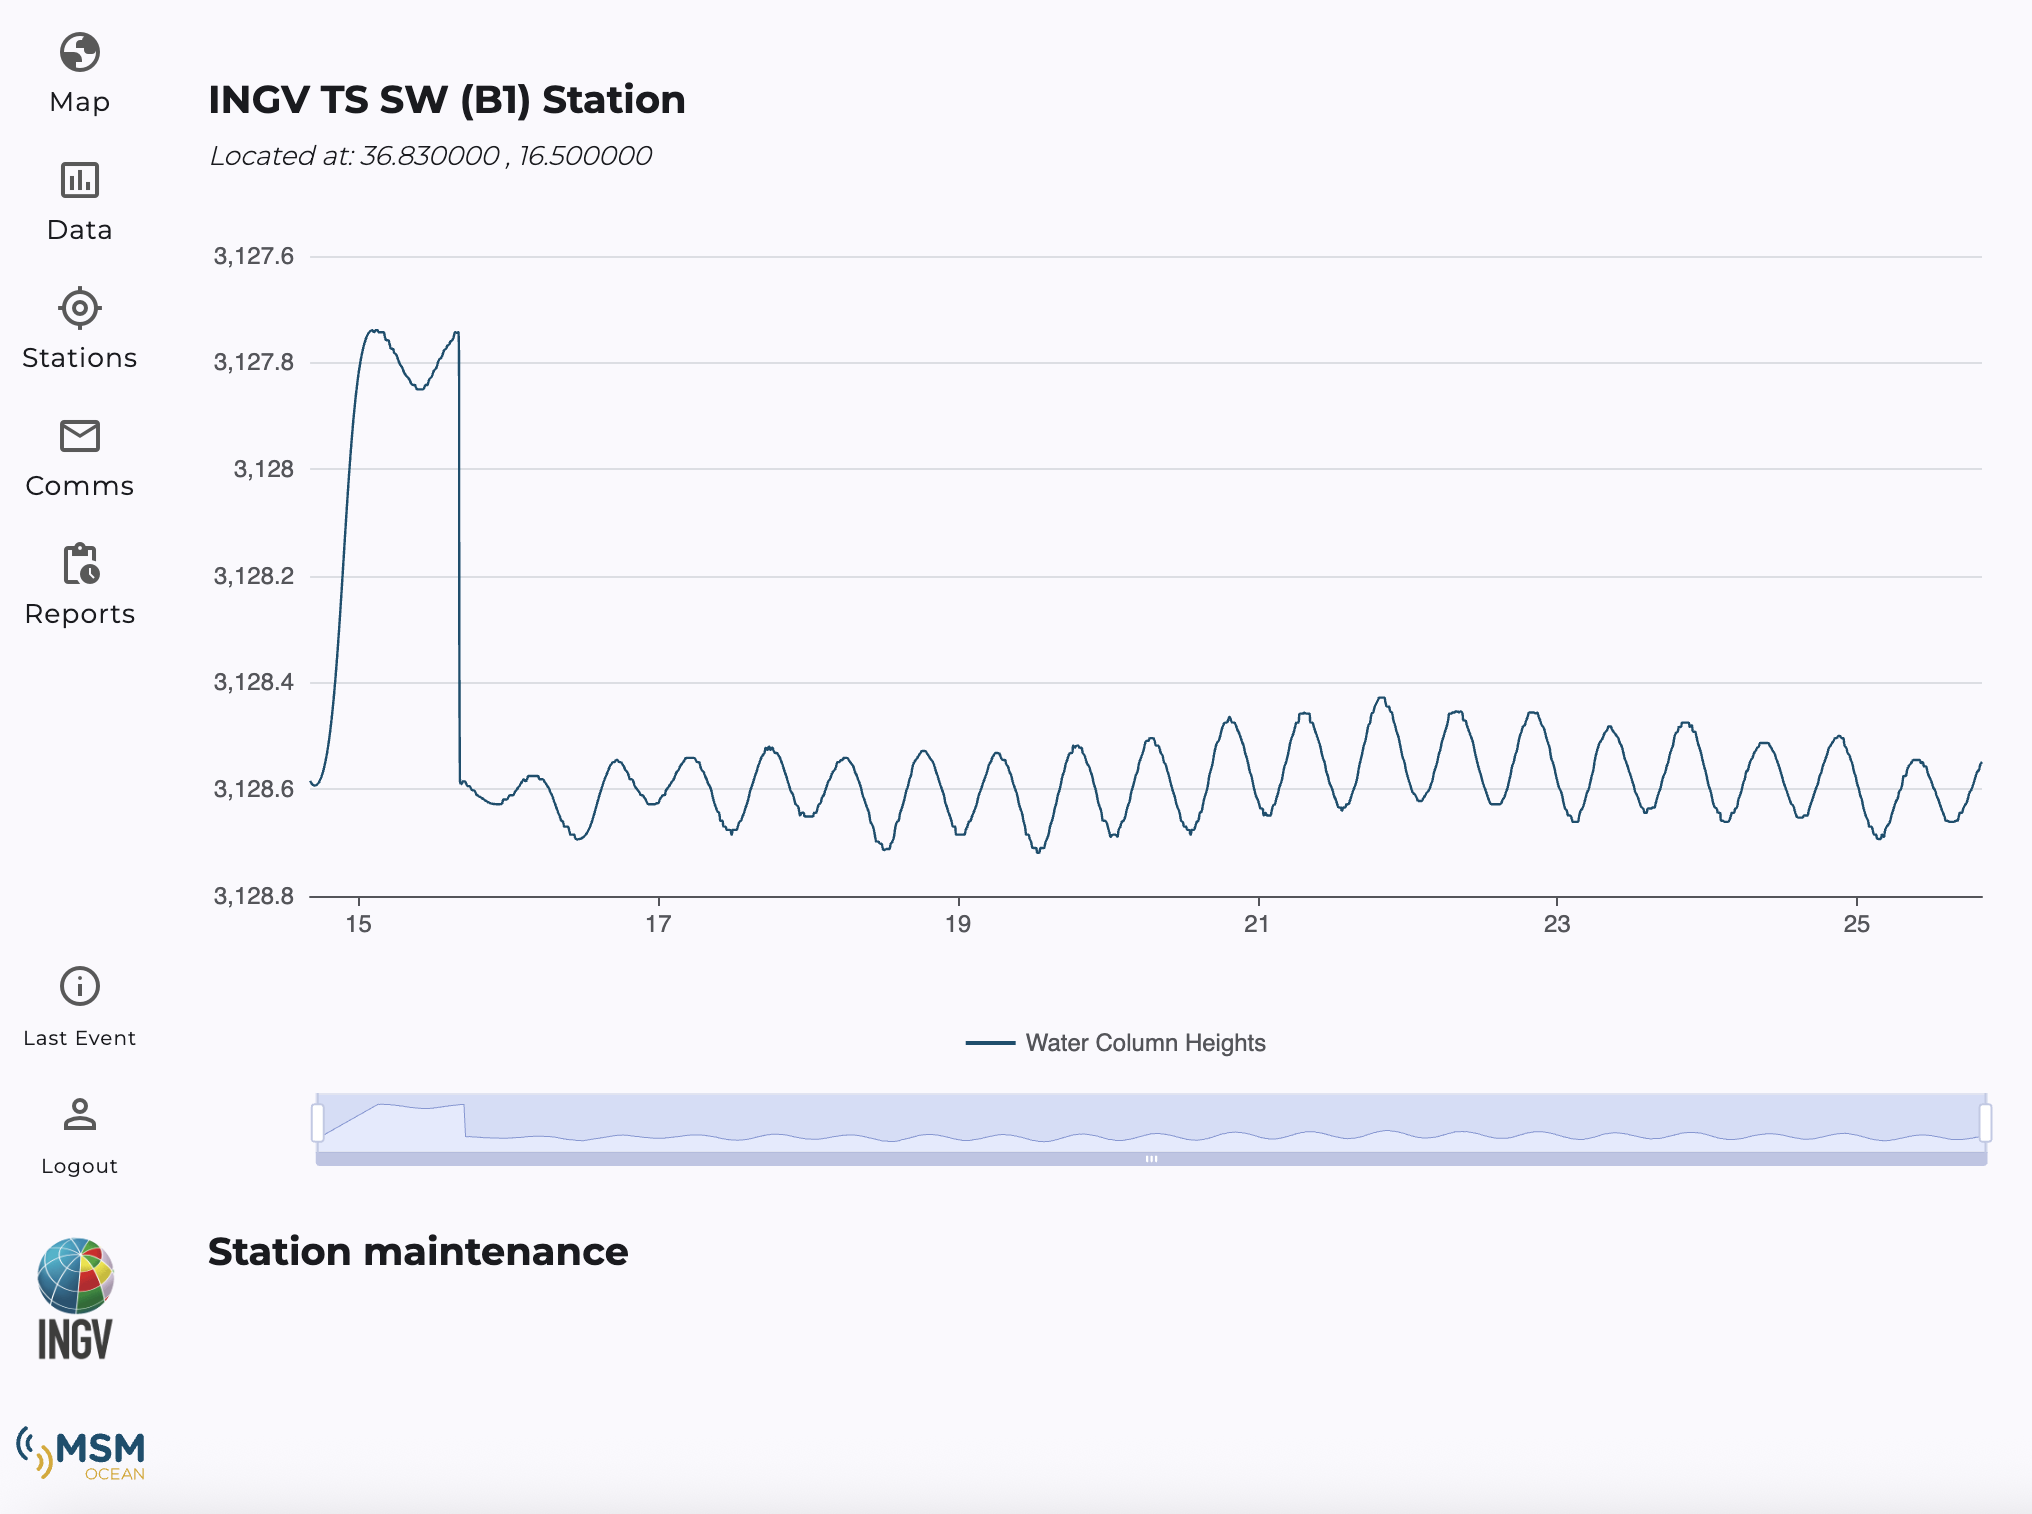 Map
Data
Stations
Comms
Reports
Last Event
Logout
INGV
MSM
OCEAN
INGV TS SW (B1) Station
Located at: 36.830000 , 16.500000
3,127.6
3,127.8
3,128
3,128.2
3,128.4
3,128.6
3,128.8
15 17 19 21 23 25
Water Column Heights
Station maintenance